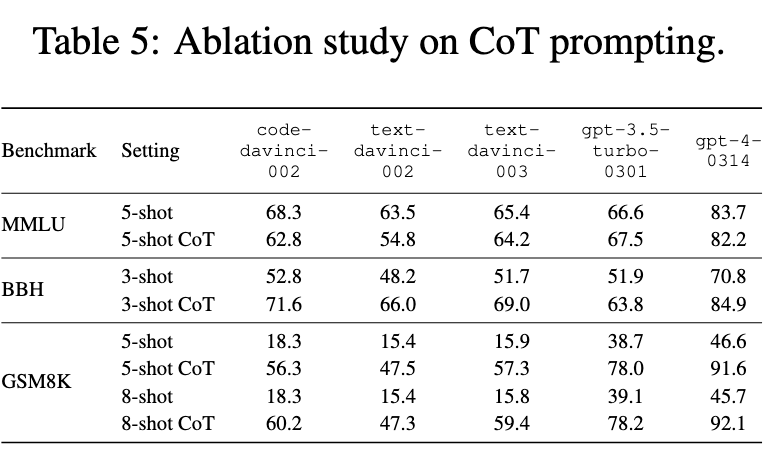 Table 5: Ablation study on CoT prompting.
Benchmark Setting code-davinci-002 text-davinci-002 text-davinci-003 gpt-3.5-turbo-0301 gpt-4-0314
MMLU
5-shot 68.3 63.5 65.4 66.6 83.7
5-shot CoT 62.8 54.8 64.2 67.5 82.2
BBH
3-shot 52.8 48.2 51.7 51.9 70.8
3-shot CoT 71.6 66.0 69.0 63.8 84.9
GSM8K
5-shot 18.3 15.4 15.9 38.7 46.6
5-shot CoT 56.3 47.5 57.3 78.0 91.6
8-shot 18.3 15.4 15.8 39.1 45.7
8-shot CoT 60.2 47.3 59.4 78.2 92.1